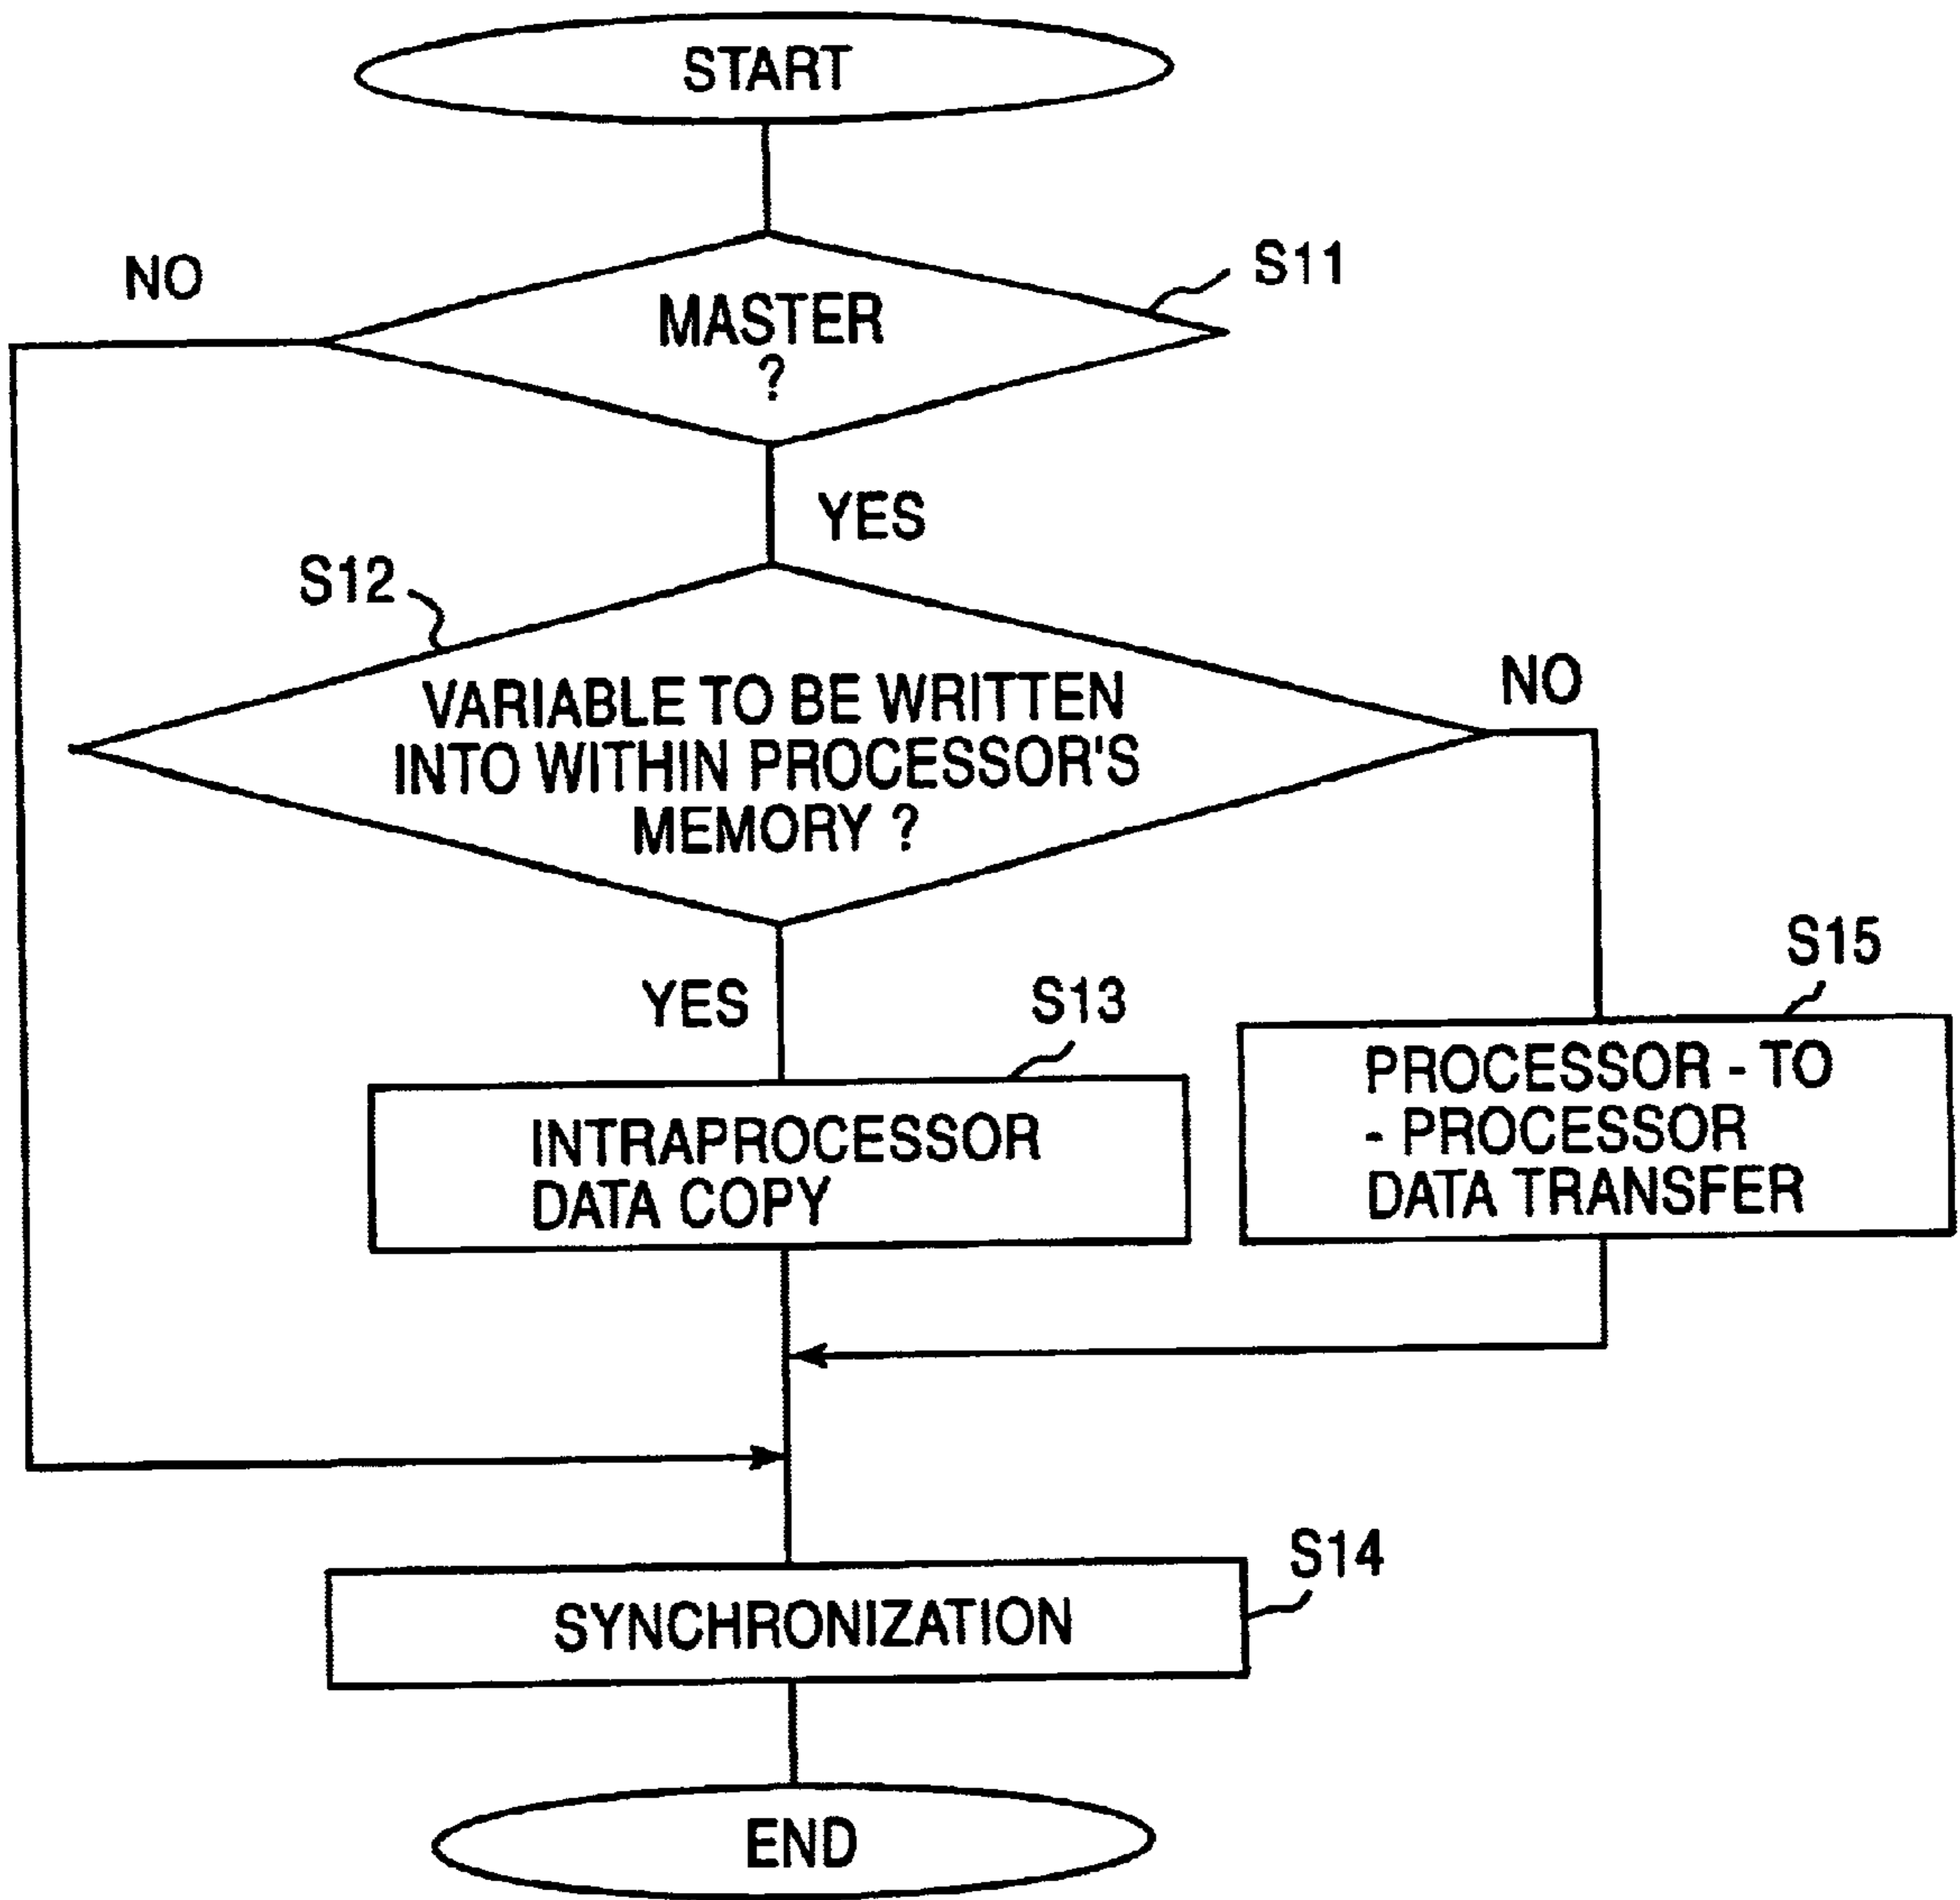 START
NO
S11
MASTER
?
YES
S12
NO
VARIABLE TO BE WRITTEN
INTO WITHIN PROCESSOR'S
MEMORY ?
YES
S13
S15
INTRAPROCESSOR
DATA COPY
PROCESSOR - TO
- PROCESSOR
DATA TRANSFER
S14
SYNCHRONIZATION
END